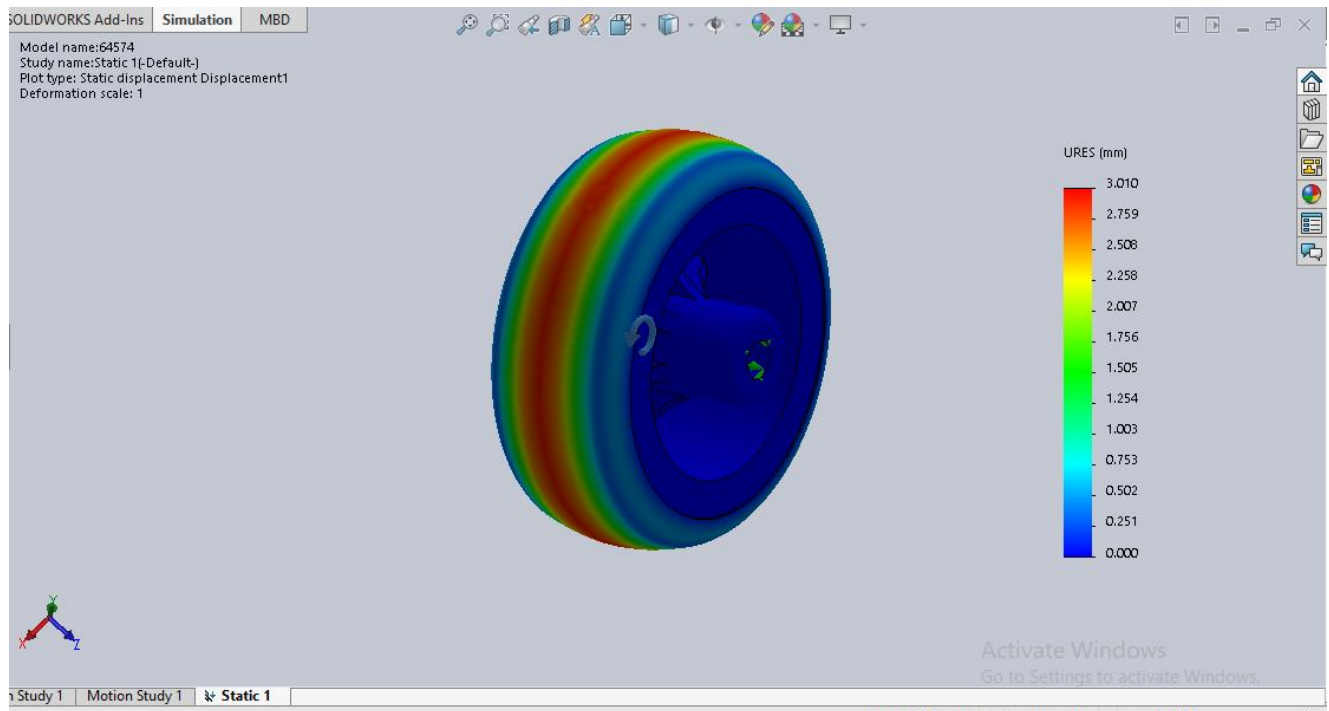 SOLIDWORKS Add-Ins Simulation MBD
Model name:64574
Study name:Static 1(-Default-)
Plot type: Static displacement Displacement1
Deformation scale: 1
URES (mm)
3.010
2.759
2.508
2.258
2.007
1.756
1.505
1.254
1.003
0.753
0.502
0.251
0.000
Y
X
Z
Activate Windows
Go to Settings to activate Windows.
Study 1 Motion Study 1 Static 1